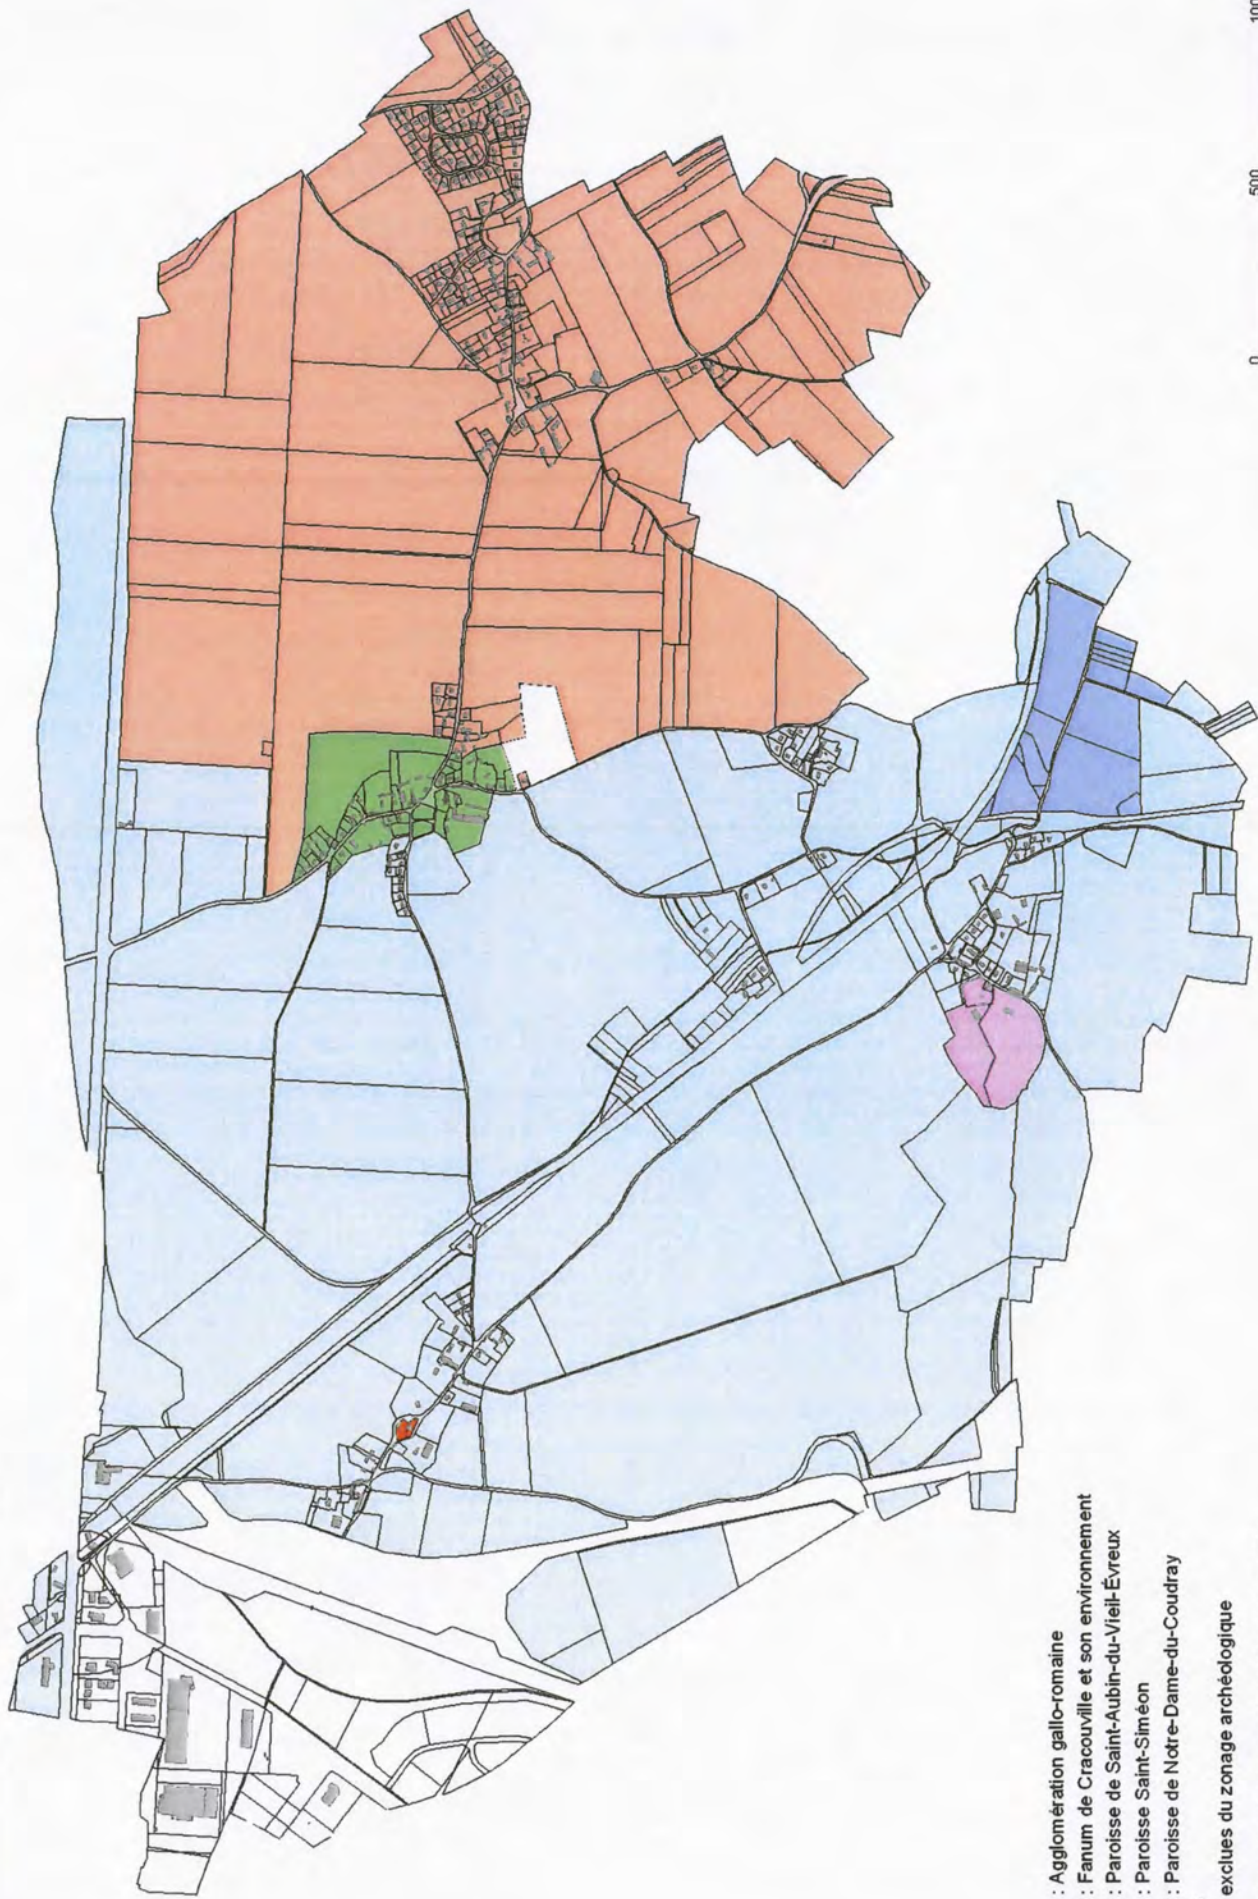 : Agglomération gallo-romaine
: Fanum de Cracouville et son environnement
: Paroisse de Saint-Aubin-du-Vieil-Évreux
: Paroisse Saint-Siméon
: Paroisse de Notre-Dame-du-Coudray
exclues du zonage archéologique
0 500 100